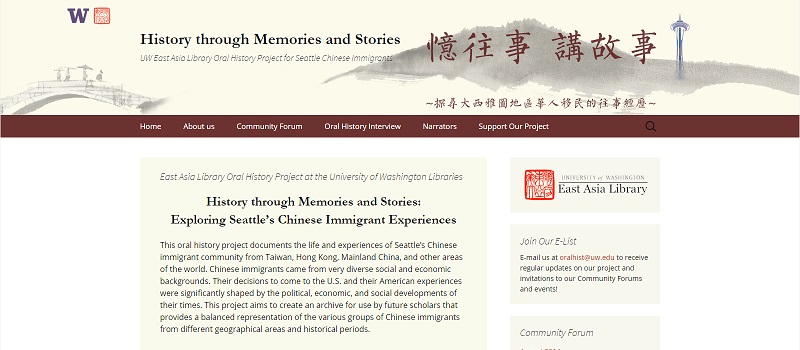 W
History through Memories and Stories
UW East Asia Library Oral History Project for Seattle Chinese Immigrants
憶往事 講故事
~探尋大西雅圖地區華人移民的往事經歷~
Home About us Community Forum Oral History Interview Narrators Support Our Project
East Asia Library Oral History Project at the University of Washington Libraries
History through Memories and Stories:
Exploring Seattle's Chinese Immigrant Experiences
This oral history project documents the life and experiences of Seattle's Chinese
immigrant community from Taiwan, Hong Kong, Mainland China, and other areas
of the world. Chinese immigrants came from very diverse social and economic
backgrounds. Their decisions to come to the U.S. and their American experiences
were significantly shaped by the political, economic, and social developments of
their times. This project aims to create an archive for use by future scholars that
provides a balanced representation of the various groups of Chinese immigrants
from different geographical areas and historical periods.
UNIVERSITY of WASHINGTON
East Asia Library
Join Our E-List
E-mail us at oralhist@uw.edu to receive
regular updates on our project and
invitations to our Community Forums
and events!
Community Forum